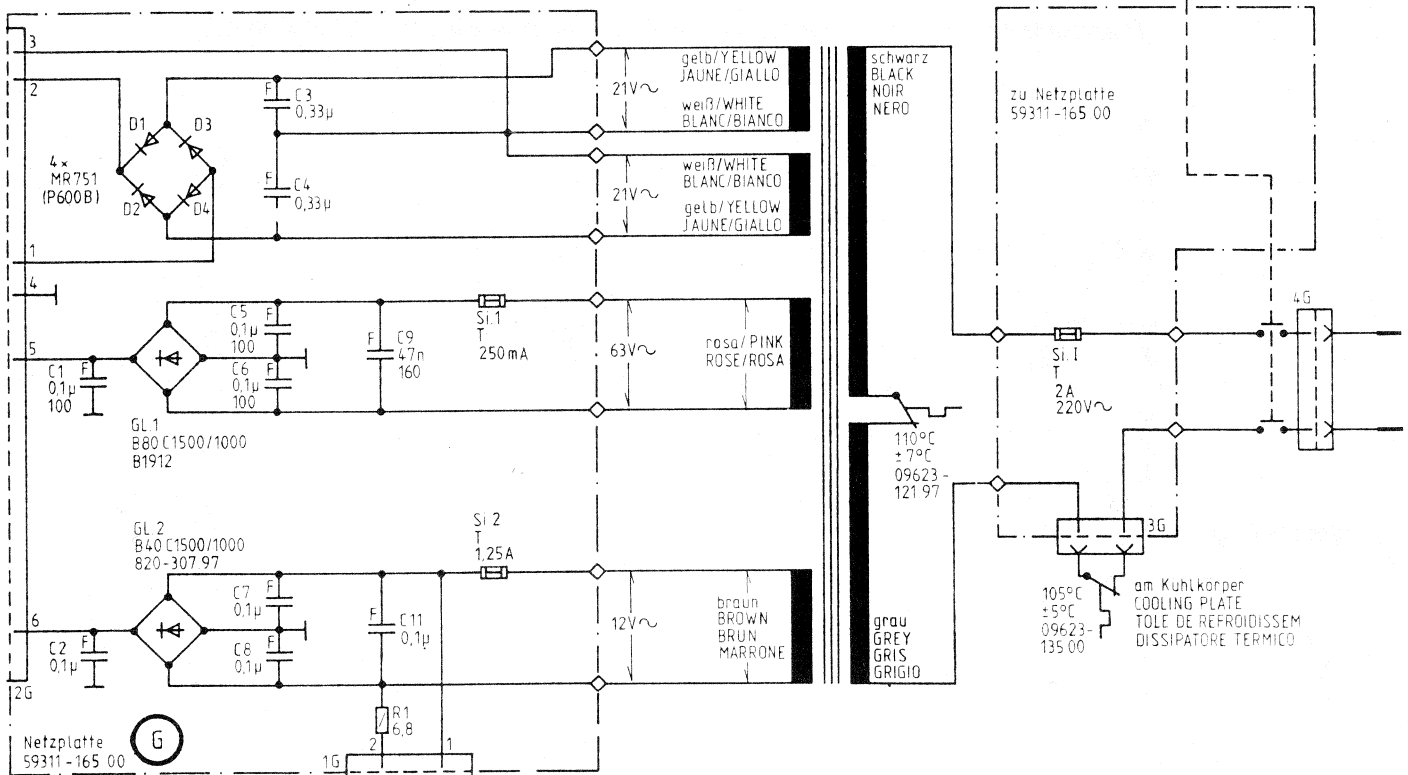 3
2
D1
D3
4×
MR751
(P600B)
D2
D4
1
4
F
C3
0,33µ
F
C4
0,33µ
21V~
gelb/YELLOW
JAUNE/GIALLO
weiß/WHITE
BLANC/BIANCO
21V~
weiß/WHITE
BLANC/BIANCO
gelb/YELLOW
JAUNE/GIALLO
schwarz
BLACK
NOIR
NERO
zu Netzplatte
59311-165 00
5
F
C1
0,1µ
100
GL.1
B80 C1500/1000
B1912
C5
F
0,1µ
100
C6
F
0,1µ
100
F
C9
47n
160
Si.1
T
250mA
63V~
rosa/PINK
ROSE/ROSA
110°C
±7°C
09623-
121 97
Si. I
T
2A
220V~
4G
3G
105°C
±5°C
09623-
135 00
am Kuhlkorper
COOLING PLATE
TOLE DE REFROIDISSEM
DISSIPATORE TERMICO
GL.2
B40 C1500/1000
820-307.97
6
F
C2
0,1µ
C7
F
0,1µ
C8
F
0,1µ
F
C11
0,1µ
Si 2
T
1,25A
12V~
braun
BROWN
BRUN
MARRONE
grau
GREY
GRIS
GRIGIO
2G
R1
6,8
2
1
1G
Netzplatte
59311-165 00
G